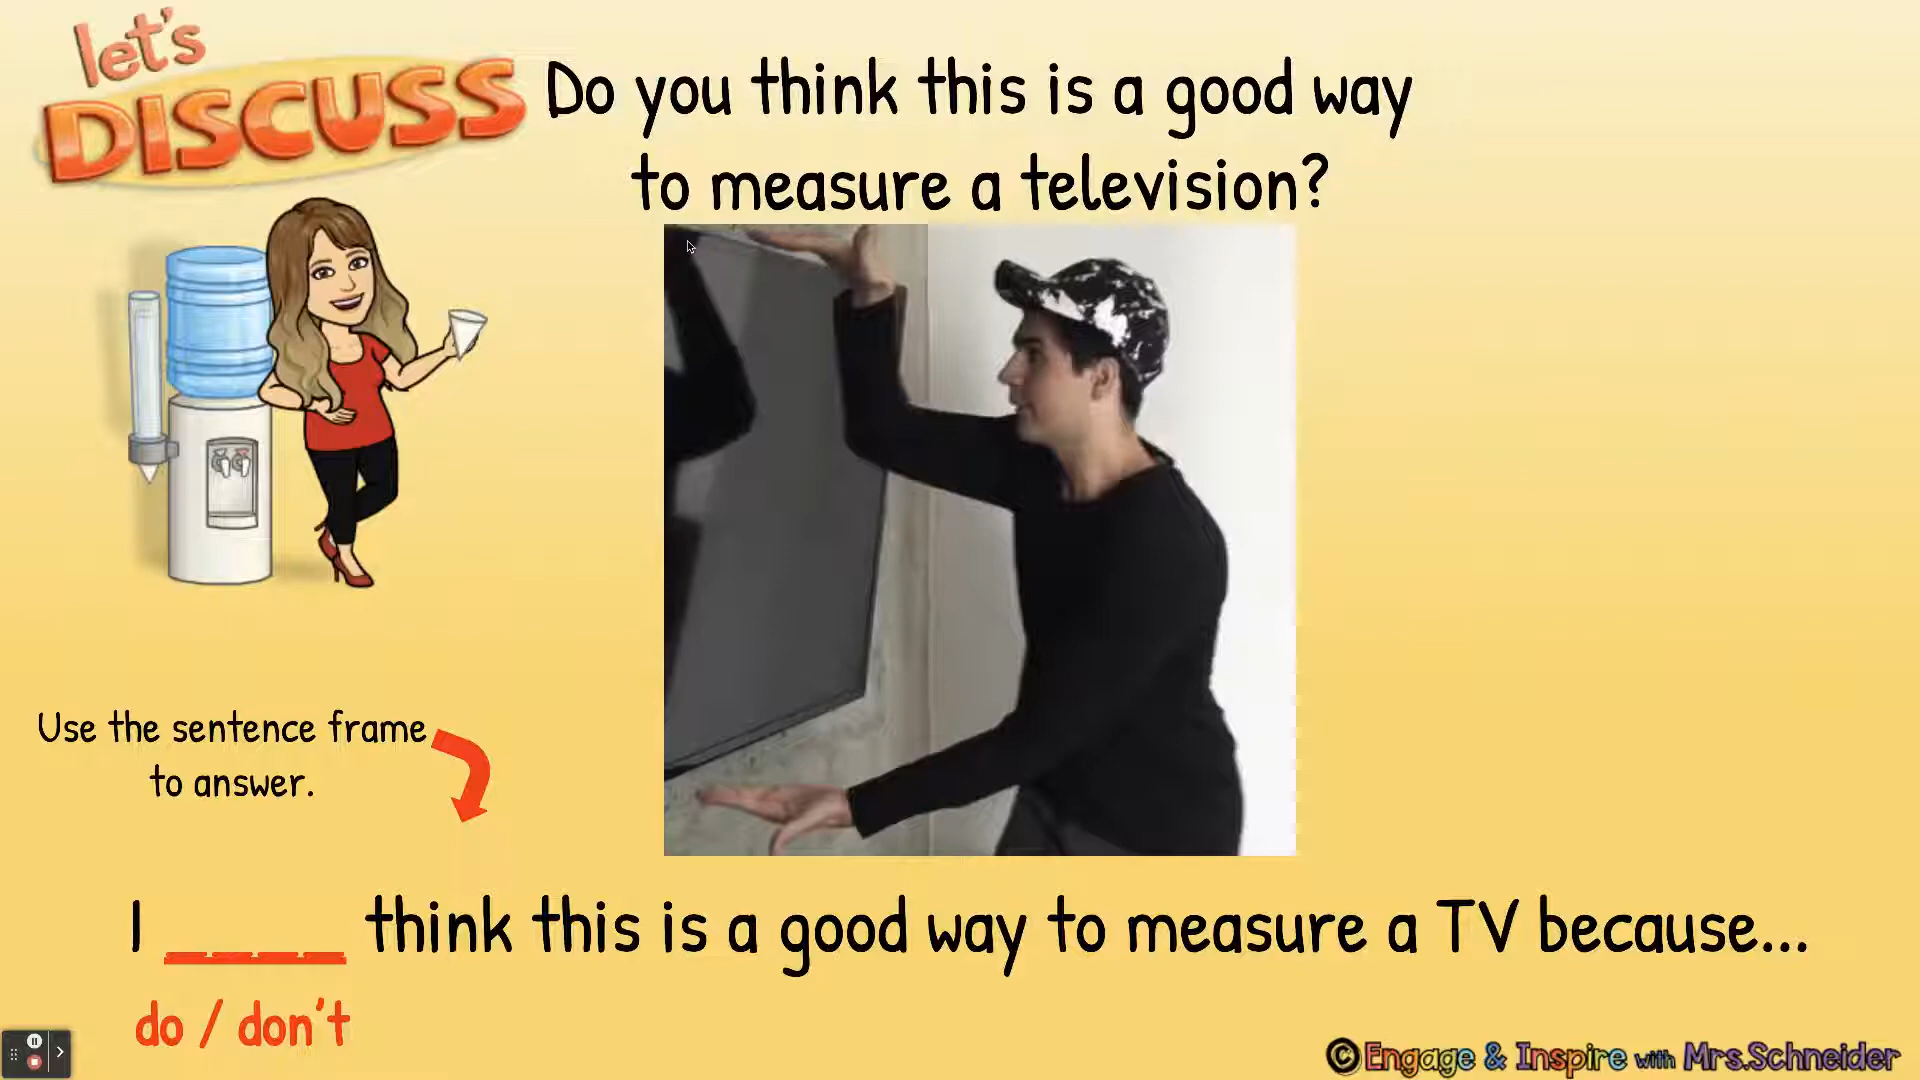 let's
DISCUSS
Do you think this is a good way
to measure a television?
Use the sentence frame
to answer.
I ____ think this is a good way to measure a TV because...
do / don't
© Engage & Inspire with Mrs.Schneider